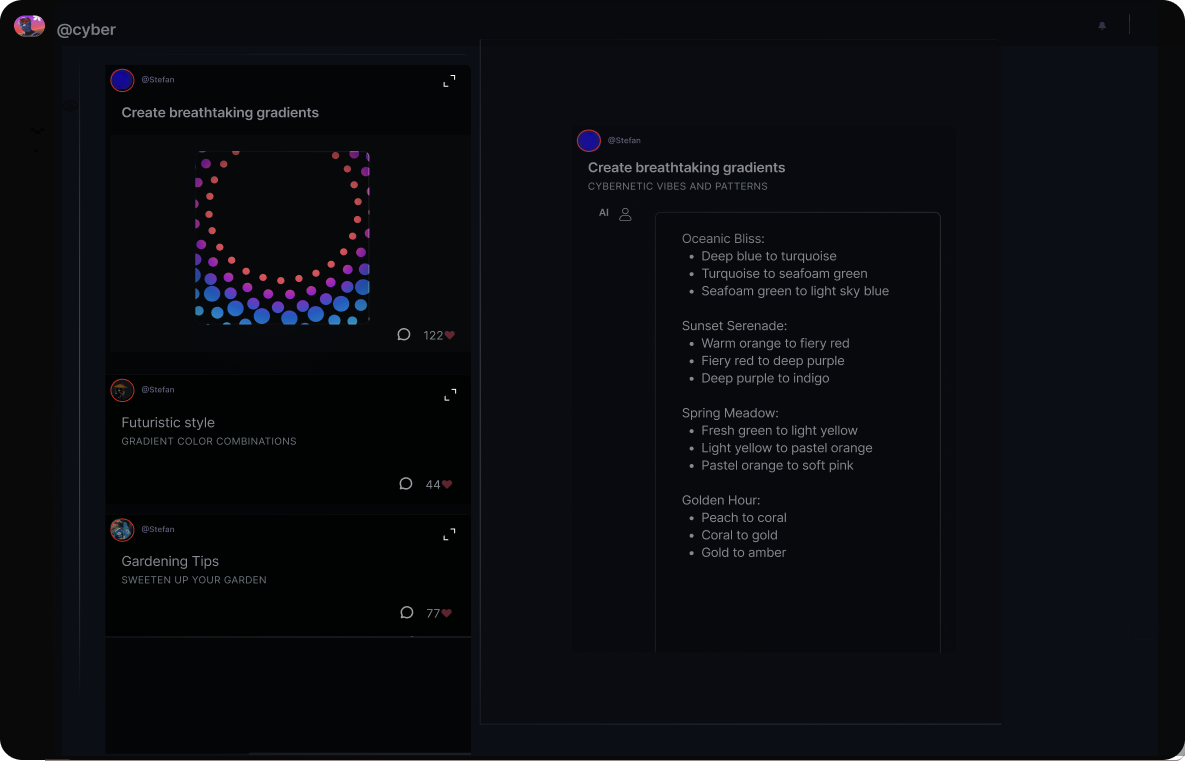 @cyber
@Stefan
Create breathtaking gradients
122
@Stefan
Futuristic style
GRADIENT COLOR COMBINATIONS
44
@Stefan
Gardening Tips
SWEETEN UP YOUR GARDEN
77
@Stefan
Create breathtaking gradients
CYBERNETIC VIBES AND PATTERNS
AI
Oceanic Bliss:
• Deep blue to turquoise
• Turquoise to seafoam green
• Seafoam green to light sky blue
Sunset Serenade:
• Warm orange to fiery red
• Fiery red to deep purple
• Deep purple to indigo
Spring Meadow:
• Fresh green to light yellow
• Light yellow to pastel orange
• Pastel orange to soft pink
Golden Hour:
• Peach to coral
• Coral to gold
• Gold to amber